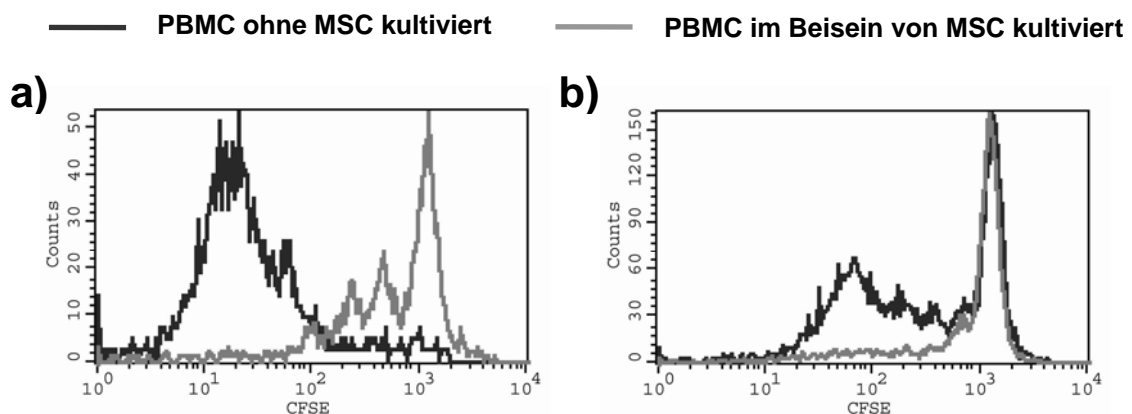 PBMC ohne MSC kultiviert
PBMC im Beisein von MSC kultiviert
a)
b)
Counts
50
40
30
20
10
0
10^0
10^1
10^2
10^3
10^4
CFSE
Counts
150
120
90
60
30
0
10^0
10^1
10^2
10^3
10^4
CFSE